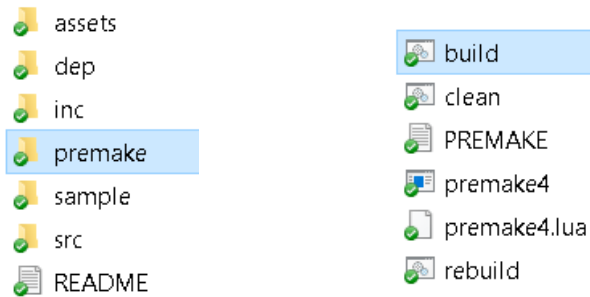 assets
dep
inc
premake
sample
src
README
build
clean
PREMAKE
premake4
premake4.lua
rebuild